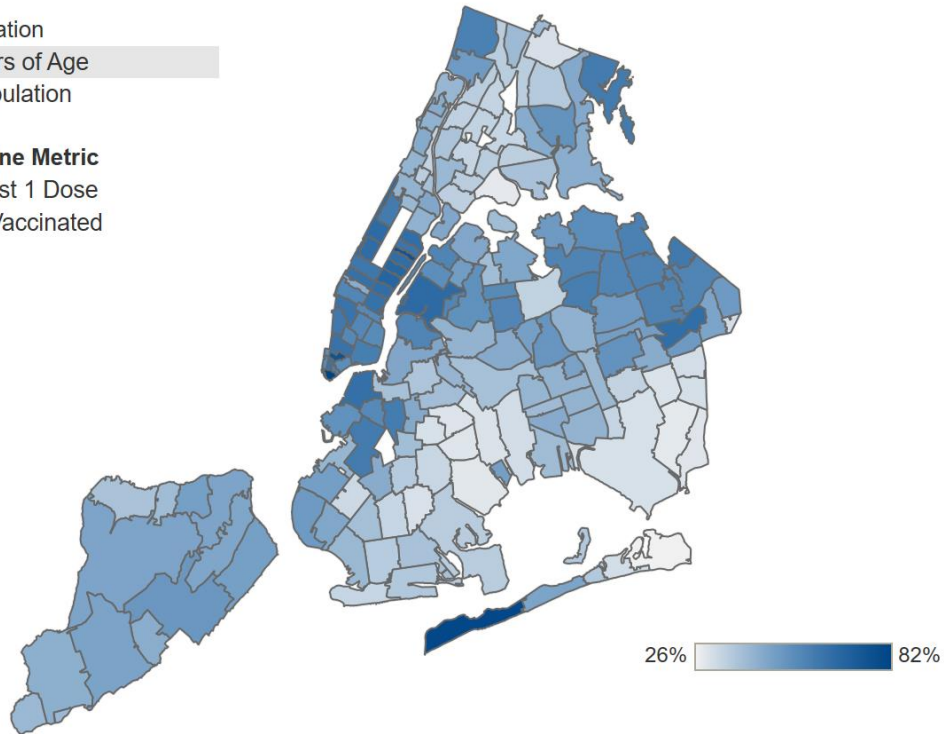 ation
rs of Age
pulation
ne Metric
st 1 Dose
Vaccinated
26%
82%